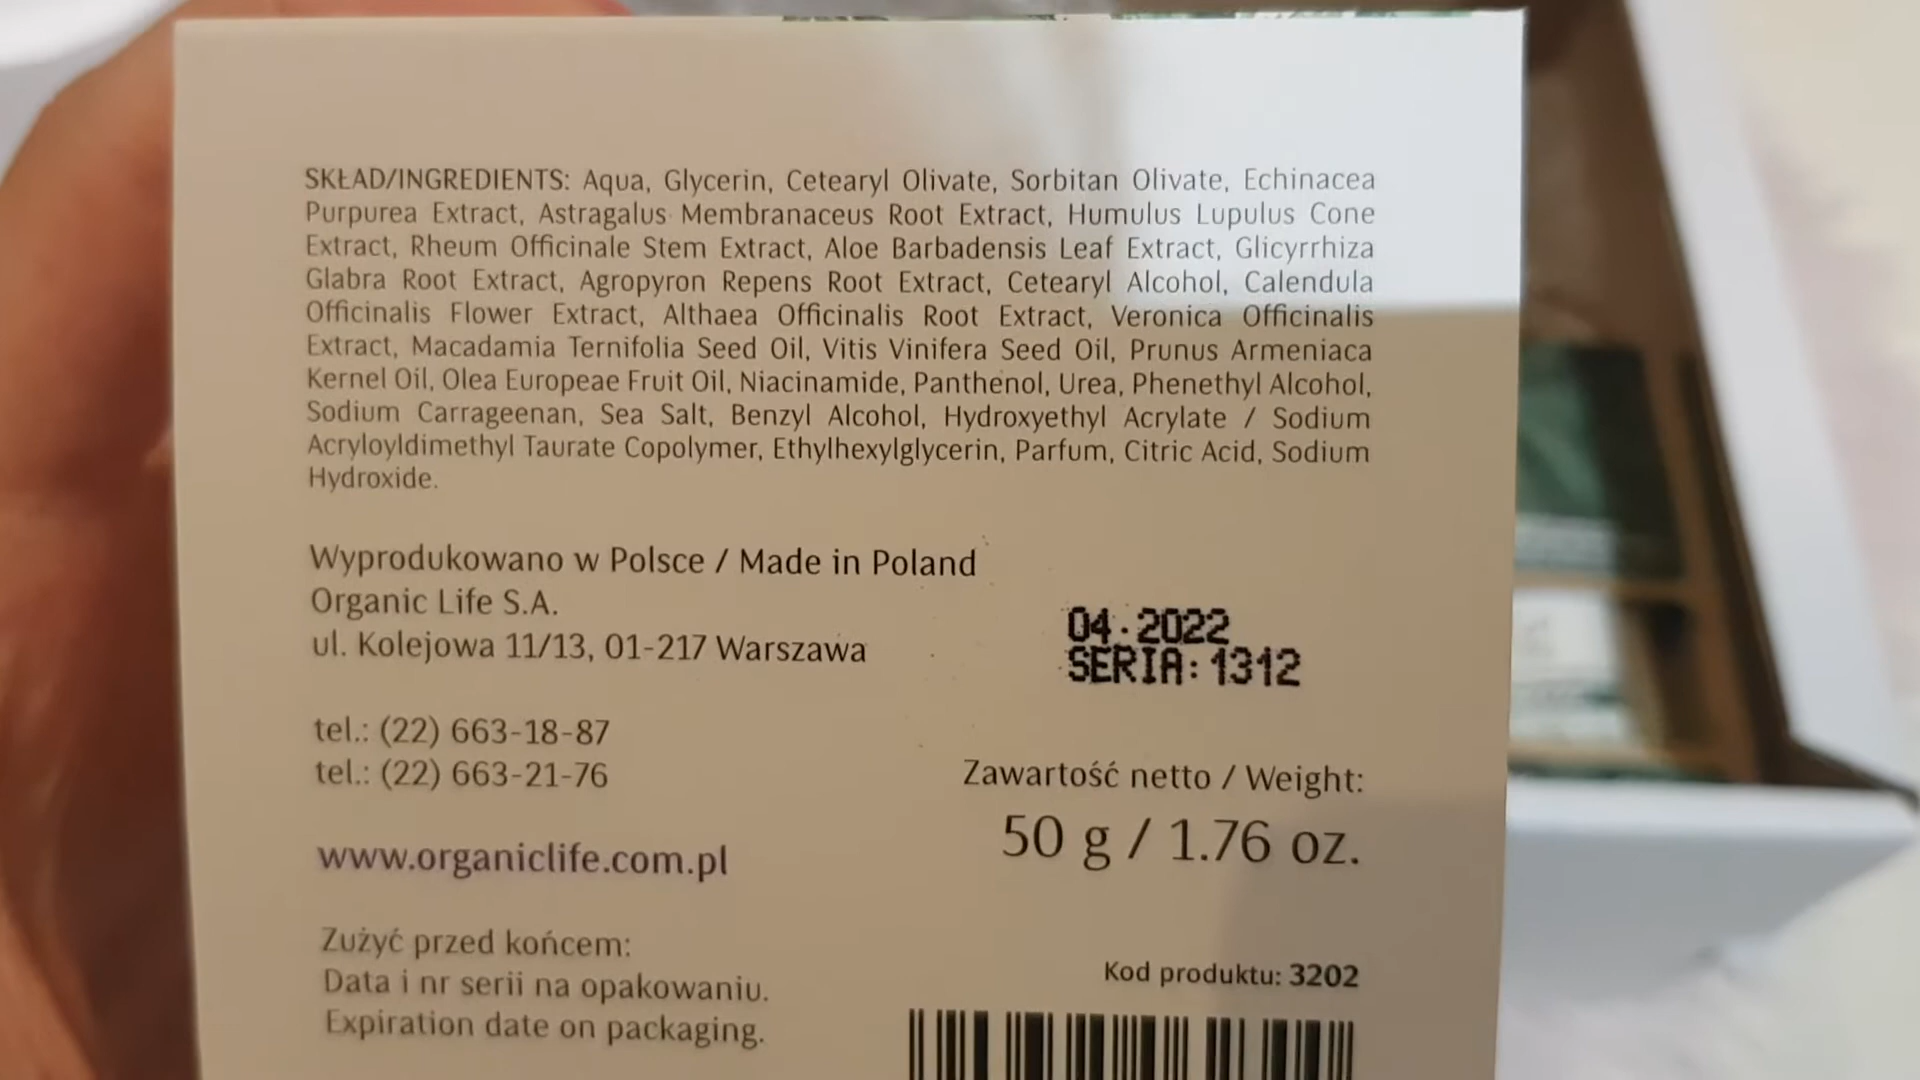 SKŁAD/INGREDIENTS: Aqua, Glycerin, Cetearyl Olivate, Sorbitan Olivate, Echinacea
Purpurea Extract, Astragalus Membranaceus Root Extract, Humulus Lupulus Cone
Extract, Rheum Officinale Stem Extract, Aloe Barbadensis Leaf Extract, Glicyrrhiza
Glabra Root Extract, Agropyron Repens Root Extract, Cetearyl Alcohol, Calendula
Officinalis Flower Extract, Althaea Officinalis Root Extract, Veronica Officinalis
Extract, Macadamia Ternifolia Seed Oil, Vitis Vinifera Seed Oil, Prunus Armeniaca
Kernel Oil, Olea Europeae Fruit Oil, Niacinamide, Panthenol, Urea, Phenethyl Alcohol,
Sodium Carrageenan, Sea Salt, Benzyl Alcohol, Hydroxyethyl Acrylate / Sodium
Acryloyldimethyl Taurate Copolymer, Ethylhexylglycerin, Parfum, Citric Acid, Sodium
Hydroxide.
Wyprodukowano w Polsce / Made in Poland
Organic Life S.A.
ul. Kolejowa 11/13, 01-217 Warszawa
04.2022
SERIA: 1312
tel.: (22) 663-18-87
tel.: (22) 663-21-76
Zawartość netto / Weight:
50 g / 1.76 oz.
www.organiclife.com.pl
Zużyć przed końcem:
Data i nr serii na opakowaniu.
Expiration date on packaging.
Kod produktu: 3202